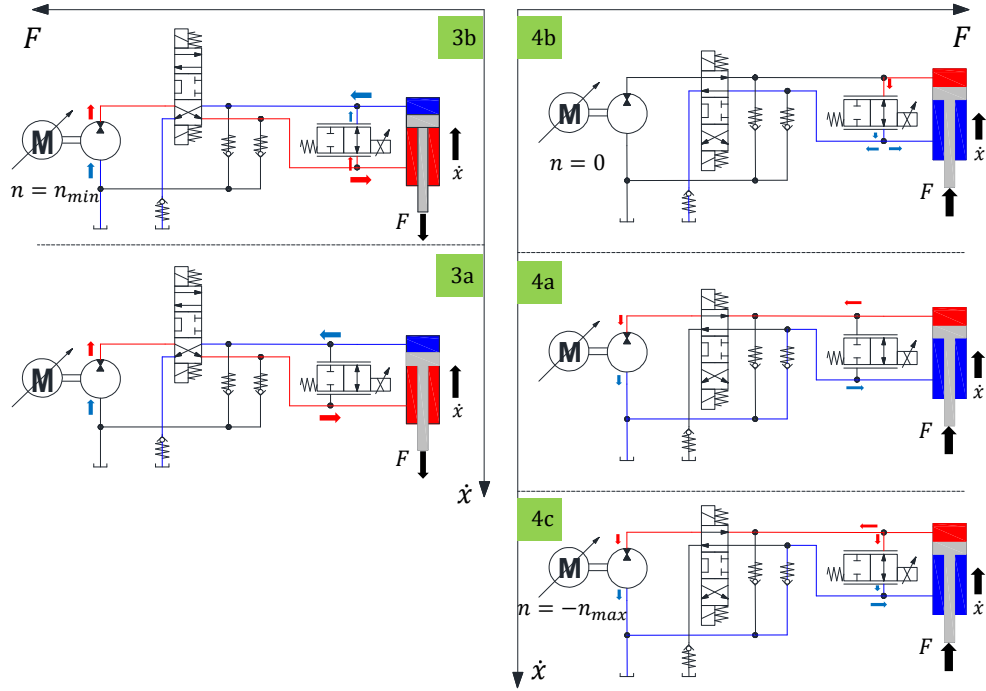 F
3b
M
n = n_min
ẋ
F
3a
M
ẋ
F
ẋ
F
4b
M
n = 0
ẋ
F
4a
M
ẋ
F
4c
M
n = −n_max
ẋ
F
ẋ